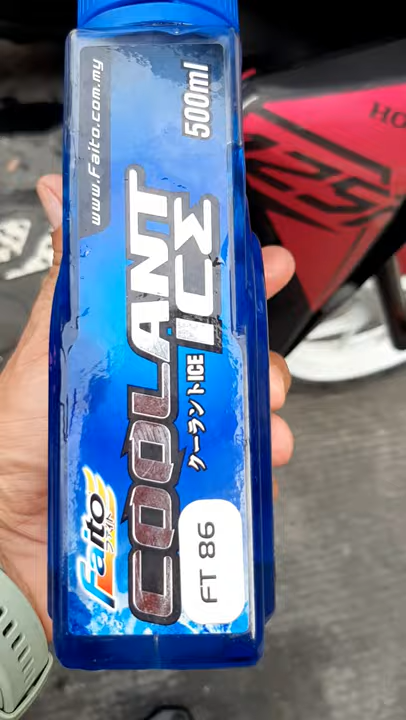 www.Faito.com.my
500ml
COOLANT
ICE
クーラントICE
Faito
ファイト
FT 86
HO
125